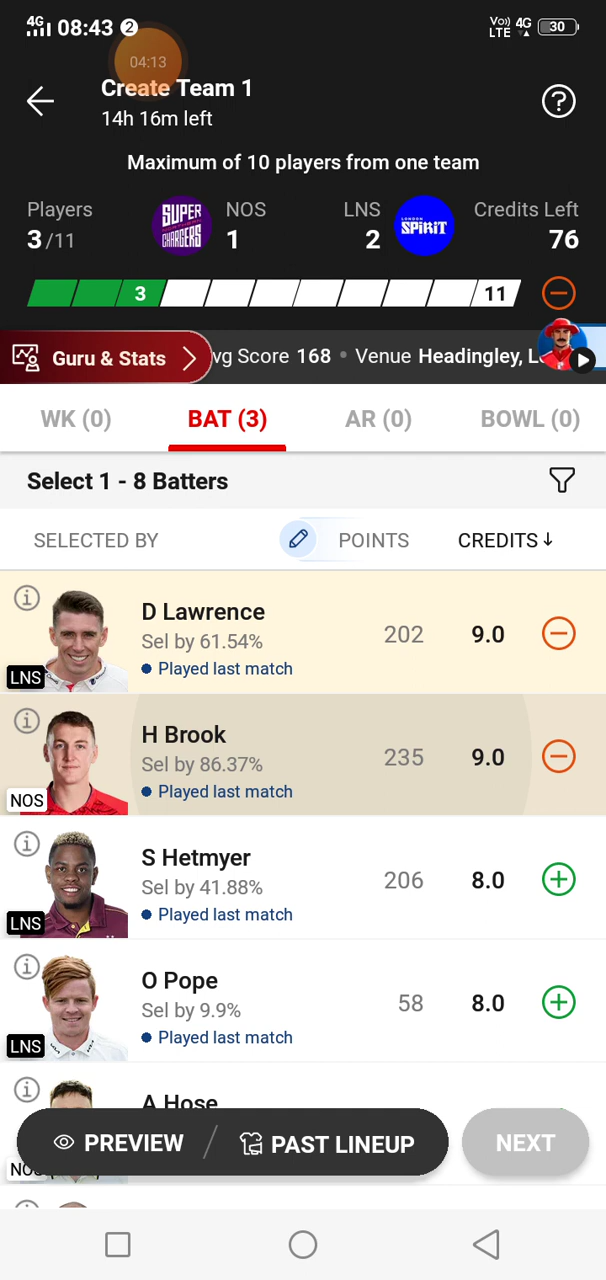 4G 08:43 2 Vo)) LTE 4G 30
04:13
Create Team 1
14h 16m left
Maximum of 10 players from one team
Players NOS LNS Credits Left
SUPER CHARGERS LONDON SPIRIT
3/11 1 2 76
3 11
Guru & Stats vg Score 168 • Venue Headingley, L
WK (0) BAT (3) AR (0) BOWL (0)
Select 1 - 8 Batters
SELECTED BY POINTS CREDITS↓
D Lawrence
Sel by 61.54% 202 9.0
LNS Played last match
H Brook
Sel by 86.37% 235 9.0
NOS Played last match
S Hetmyer
Sel by 41.88% 206 8.0
LNS Played last match
O Pope
Sel by 9.9% 58 8.0
LNS Played last match
A Hose
PREVIEW / PAST LINEUP NEXT
NOS